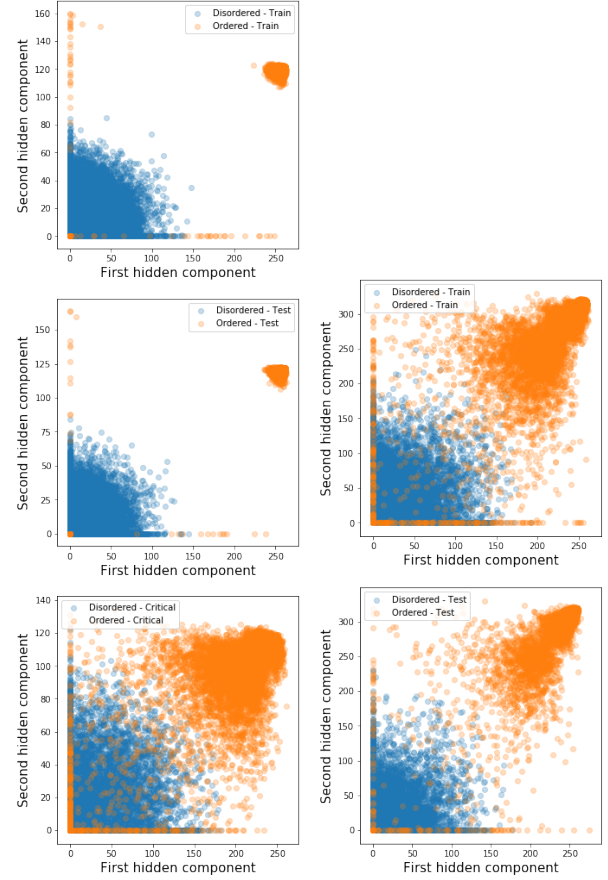 Disordered - Train
Ordered - Train
160
140
120
100
80
60
40
20
0
Second hidden component
0 50 100 150 200 250
First hidden component
Disordered - Test
Ordered - Test
150
125
100
75
50
25
0
Second hidden component
0 50 100 150 200 250
First hidden component
Disordered - Train
Ordered - Train
300
250
200
150
100
50
0
Second hidden component
0 50 100 150 200 250
First hidden component
Disordered - Critical
Ordered - Critical
140
120
100
80
60
40
20
0
Second hidden component
0 50 100 150 200 250
First hidden component
Disordered - Test
Ordered - Test
300
250
200
150
100
50
0
Second hidden component
0 50 100 150 200 250 300
First hidden component